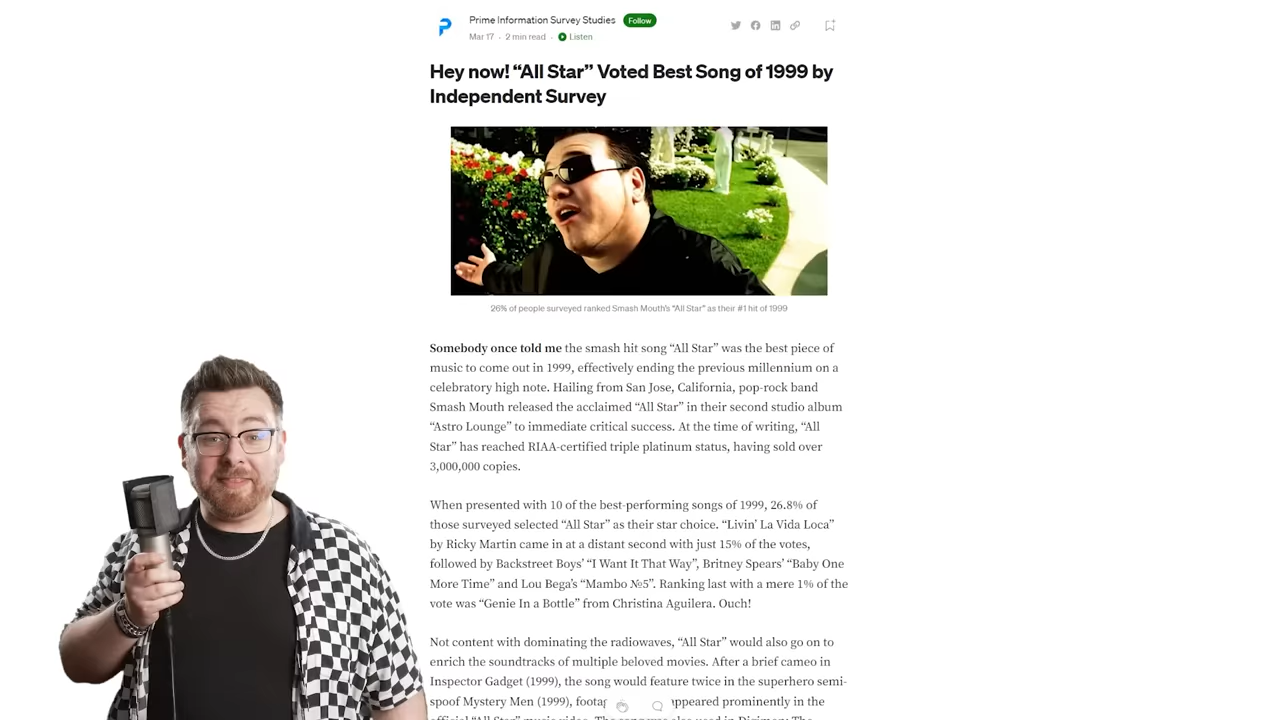 Prime Information Survey Studies Follow
Mar 17 · 2 min read · Listen
Hey now! “All Star” Voted Best Song of 1999 by
Independent Survey
26% of people surveyed ranked Smash Mouth's "All Star" as their #1 hit of 1999
Somebody once told me the smash hit song “All Star” was the best piece of
music to come out in 1999, effectively ending the previous millennium on a
celebratory high note. Hailing from San Jose, California, pop-rock band
Smash Mouth released the acclaimed “All Star” in their second studio album
“Astro Lounge” to immediate critical success. At the time of writing, “All
Star” has reached RIAA-certified triple platinum status, having sold over
3,000,000 copies.
When presented with 10 of the best-performing songs of 1999, 26.8% of
those surveyed selected “All Star” as their star choice. “Livin’ La Vida Loca”
by Ricky Martin came in at a distant second with just 15% of the votes,
followed by Backstreet Boys’ “I Want It That Way”, Britney Spears’ “Baby One
More Time” and Lou Bega’s “Mambo №5”. Ranking last with a mere 1% of the
vote was “Genie In a Bottle” from Christina Aguilera. Ouch!
Not content with dominating the radiowaves, “All Star” would also go on to
enrich the soundtracks of multiple beloved movies. After a brief cameo in
Inspector Gadget (1999), the song would feature twice in the superhero semi-
spoof Mystery Men (1999), appeared prominently in the